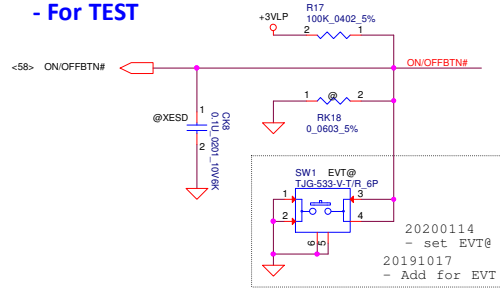 - For TEST
+3VLP
R17
100K_0402_5%
2
1
<58>
ON/OFFBTN#
ON/OFFBTN#
@XESD
1
2
CK8
0.1U_0201_10V6K
1
@
2
RK18
0_0603_5%
SW1
EVT@
TJG-533-V-T/R_6P
1
3
2
4
6
5
20200114
- set EVT@
20191017
- Add for EVT